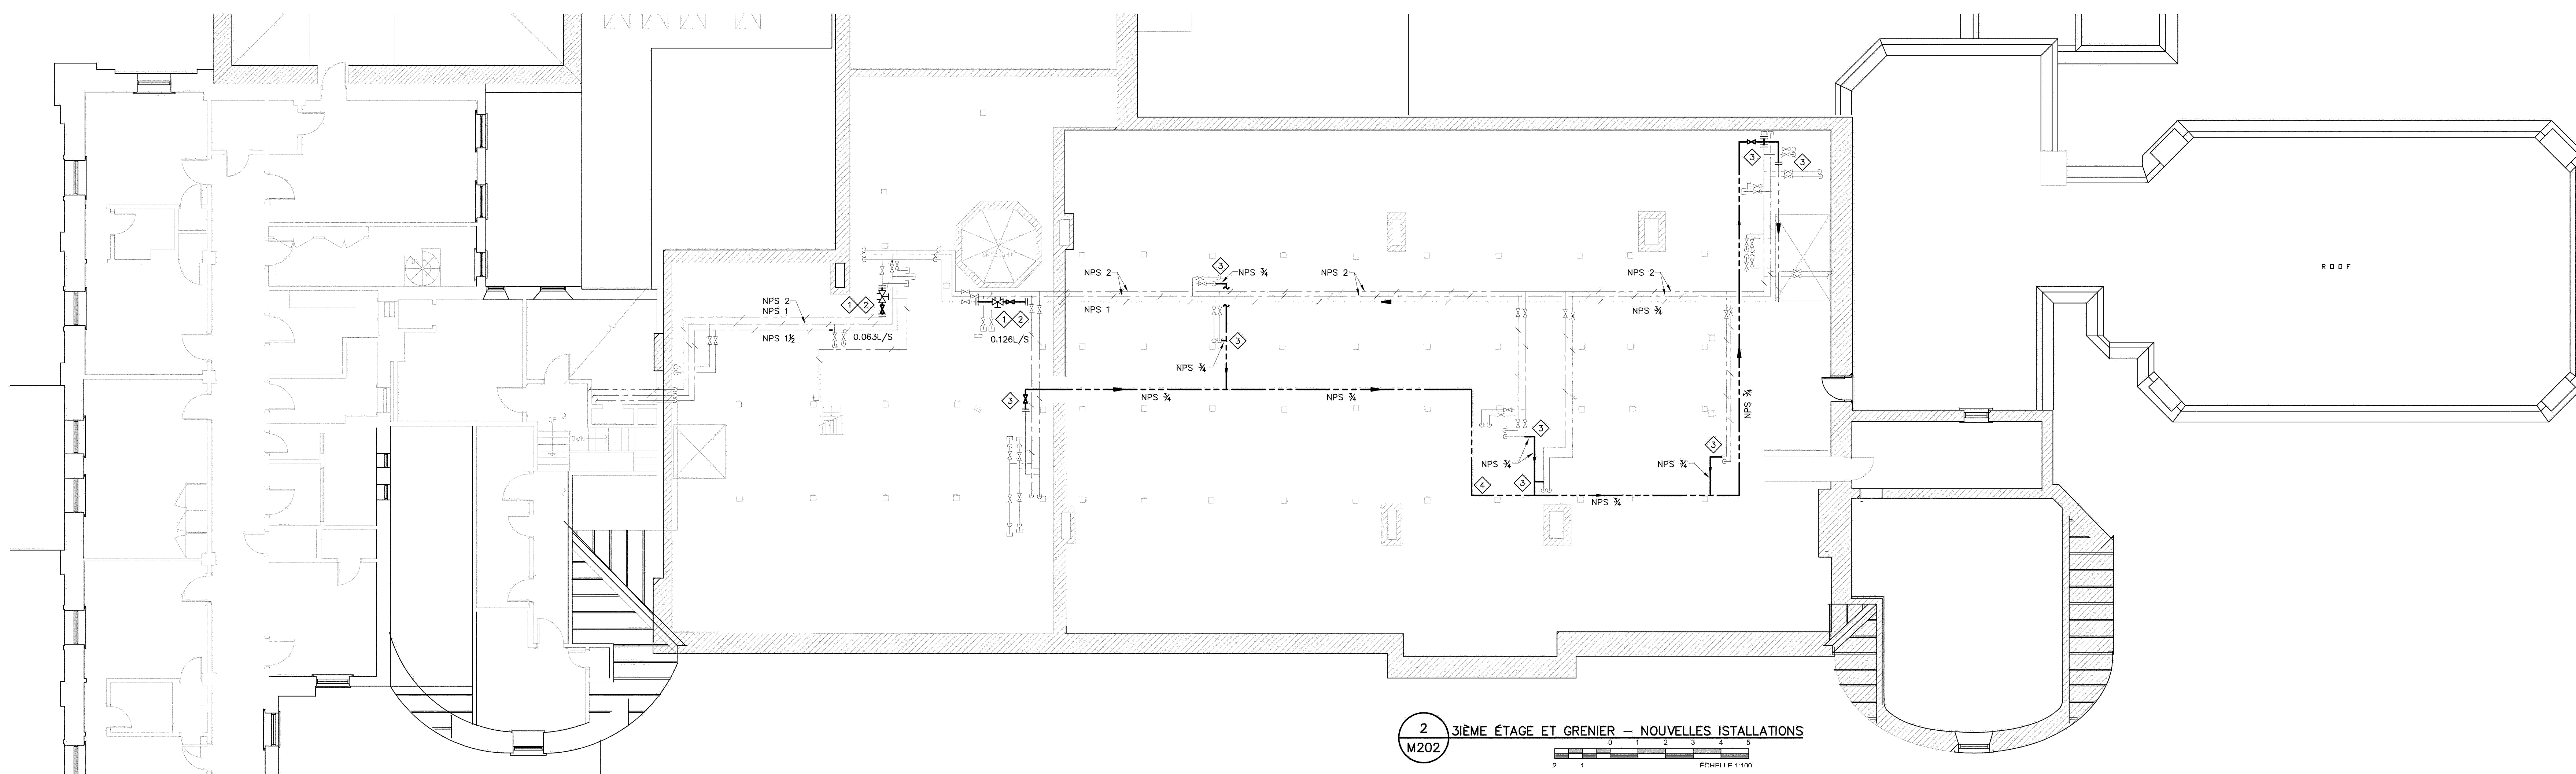 ROOF
DN
SKYLIGHT
3
3
NPS 2
3
NPS ¾
NPS 2
NPS 2
NPS 2
NPS 1
1 2
1 2
NPS 1
NPS ¾
NPS 1½
0.063L/S
0.126L/S
3
NPS ¾
3
NPS ¾
NPS ¾
NPS ¾
UP
DWN
3
3
NPS ¾
NPS ¾
4
3
NPS ¾
2
M202
3IÈME ÉTAGE ET GRENIER – NOUVELLES ISTALLATIONS
0 1 2 3 4 5
2 1
ÉCHELLE 1:100